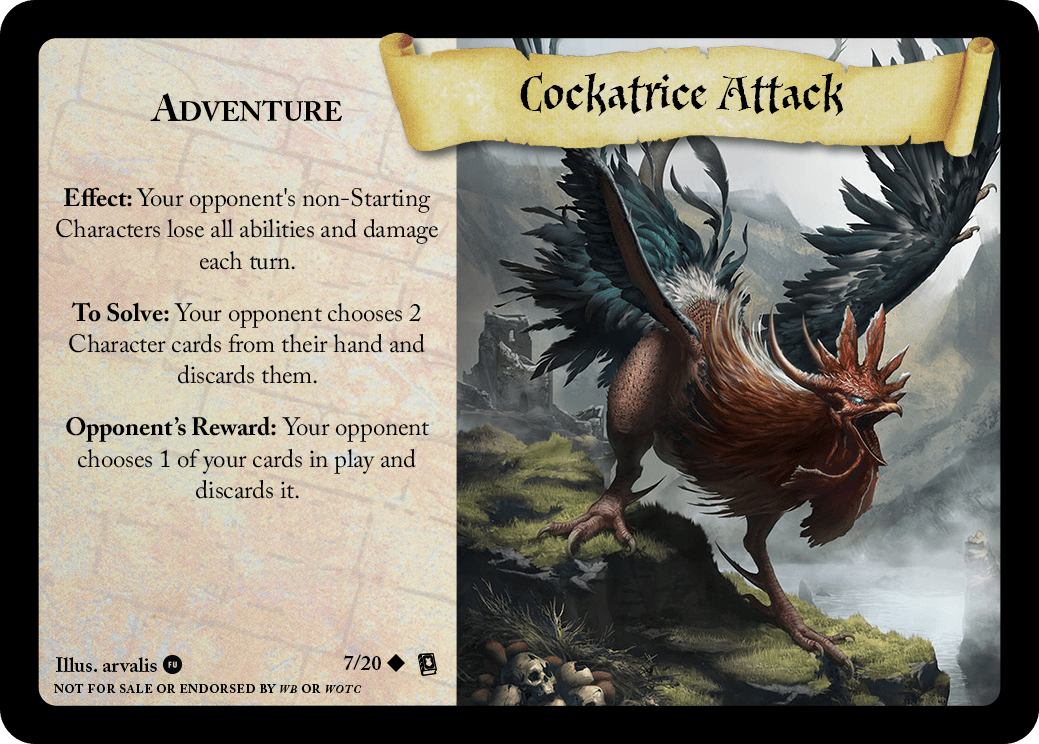 Cockatrice Attack
ADVENTURE
Effect: Your opponent's non-Starting
Characters lose all abilities and damage
each turn.
To Solve: Your opponent chooses 2
Character cards from their hand and
discards them.
Opponent’s Reward: Your opponent
chooses 1 of your cards in play and
discards it.
Illus. arvalis FU
7/20
NOT FOR SALE OR ENDORSED BY WB OR WOTC